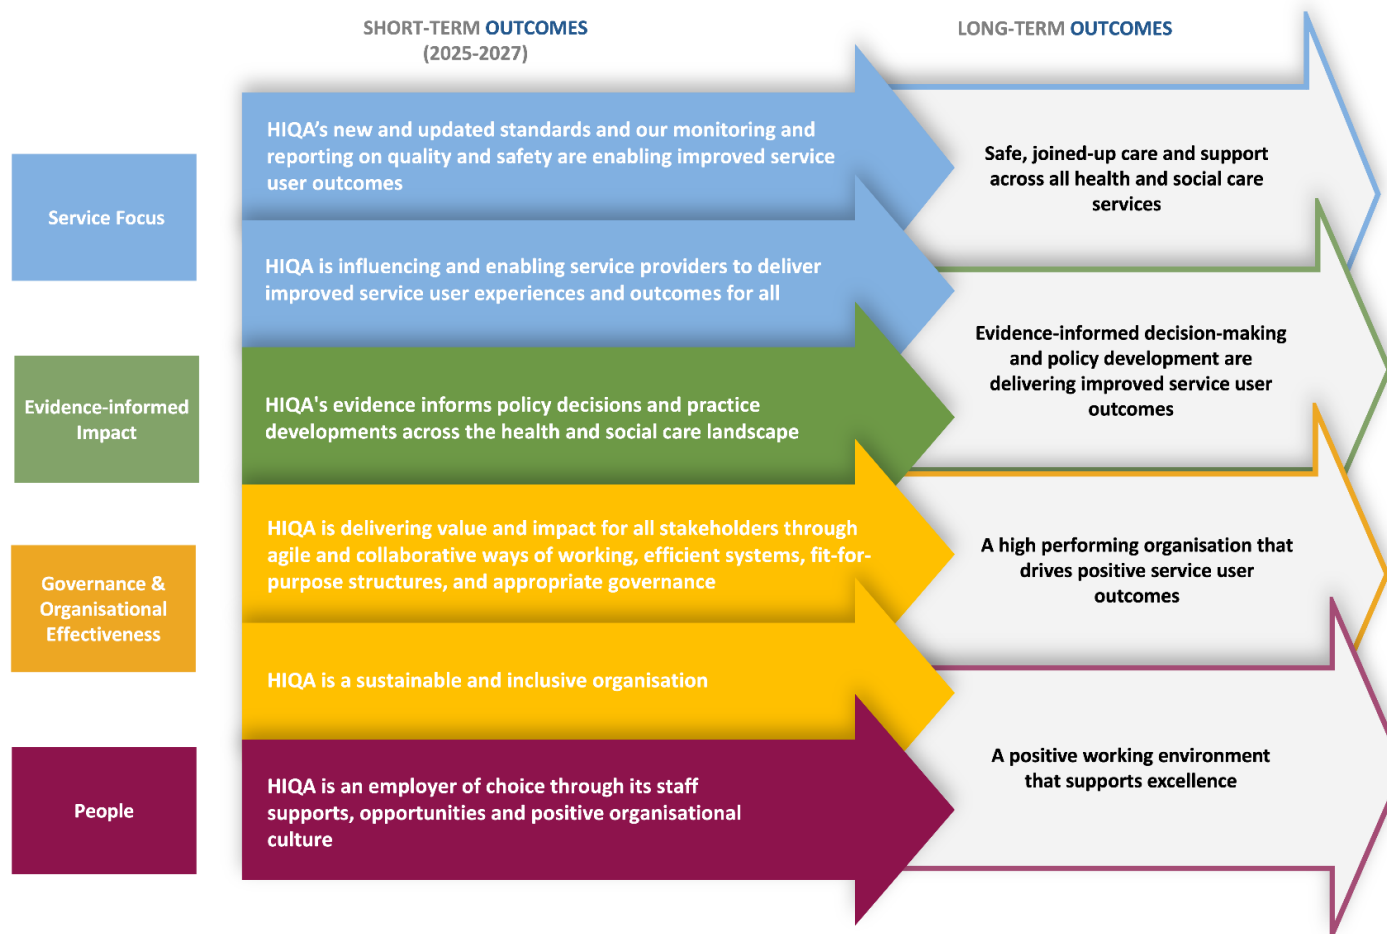 SHORT-TERM OUTCOMES
(2025-2027)
LONG-TERM OUTCOMES
Service Focus
HIQA’s new and updated standards and our monitoring and
reporting on quality and safety are enabling improved service
user outcomes
HIQA is influencing and enabling service providers to deliver
improved service user experiences and outcomes for all
Safe, joined-up care and support
across all health and social care
services
Evidence-informed
Impact
HIQA's evidence informs policy decisions and practice
developments across the health and social care landscape
Evidence-informed decision-making
and policy development are
delivering improved service user
outcomes
Governance &
Organisational
Effectiveness
HIQA is delivering value and impact for all stakeholders through
agile and collaborative ways of working, efficient systems, fit-for-
purpose structures, and appropriate governance
HIQA is a sustainable and inclusive organisation
A high performing organisation that
drives positive service user
outcomes
People
HIQA is an employer of choice through its staff
supports, opportunities and positive organisational
culture
A positive working environment
that supports excellence